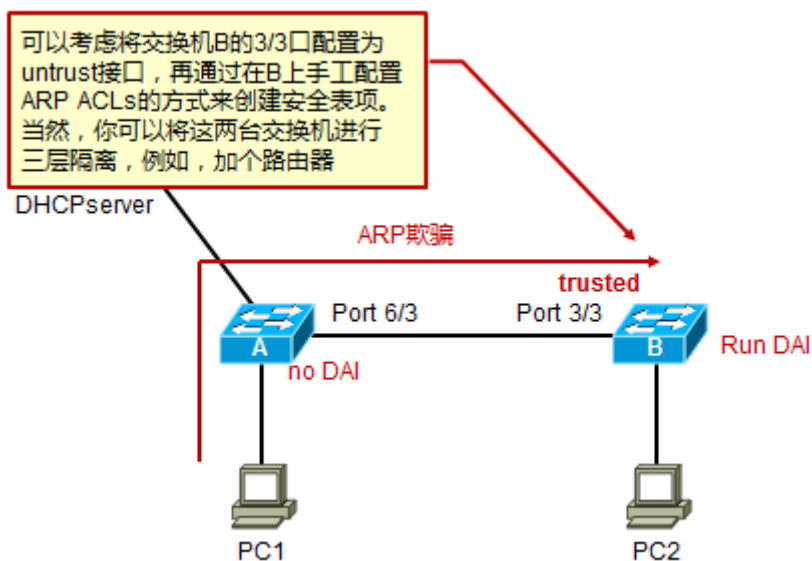 可以考虑将交换机B的3/3口配置为
untrust接口，再通过在B上手工配置
ARP ACLs的方式来创建安全表项。
当然，你可以将这两台交换机进行
三层隔离，例如，加个路由器
DHCPserver
ARP欺骗
trusted
Port 6/3
Port 3/3
A
B
no DAI
Run DAI
PC1
PC2